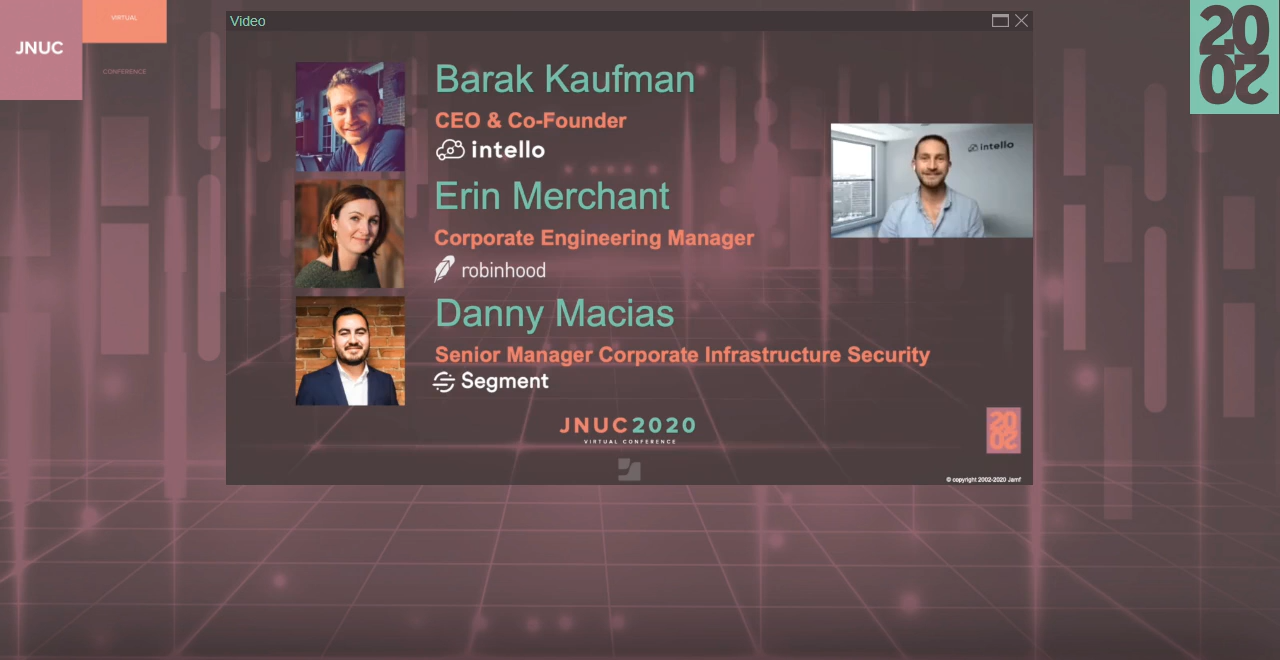 JNUC
VIRTUAL
CONFERENCE
2020
Video
Barak Kaufman
CEO & Co-Founder
intello
intello
Erin Merchant
Corporate Engineering Manager
robinhood
Danny Macias
Senior Manager Corporate Infrastructure Security
Segment
JNUC2020
VIRTUAL CONFERENCE
2020
© copyright 2002-2020 Jamf